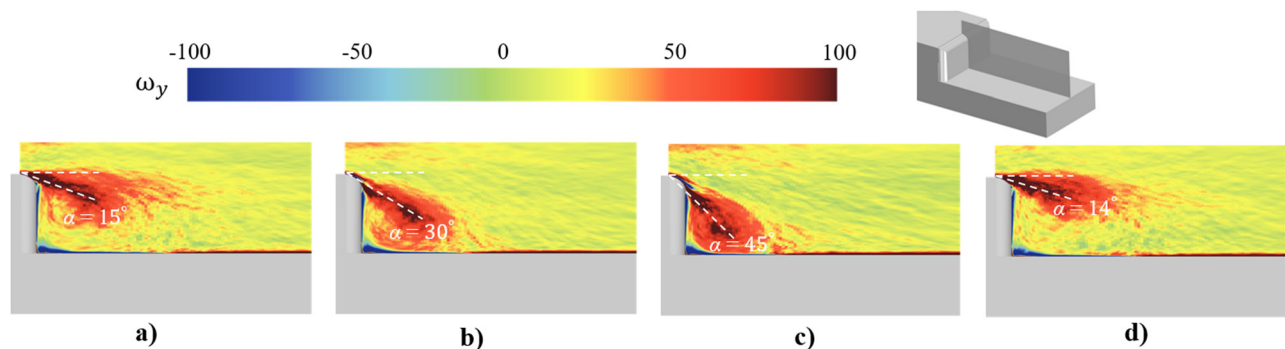 -100 -50 0 50 100
ω_y
α = 15° α = 30° α = 45° α = 14°
a) b) c) d)